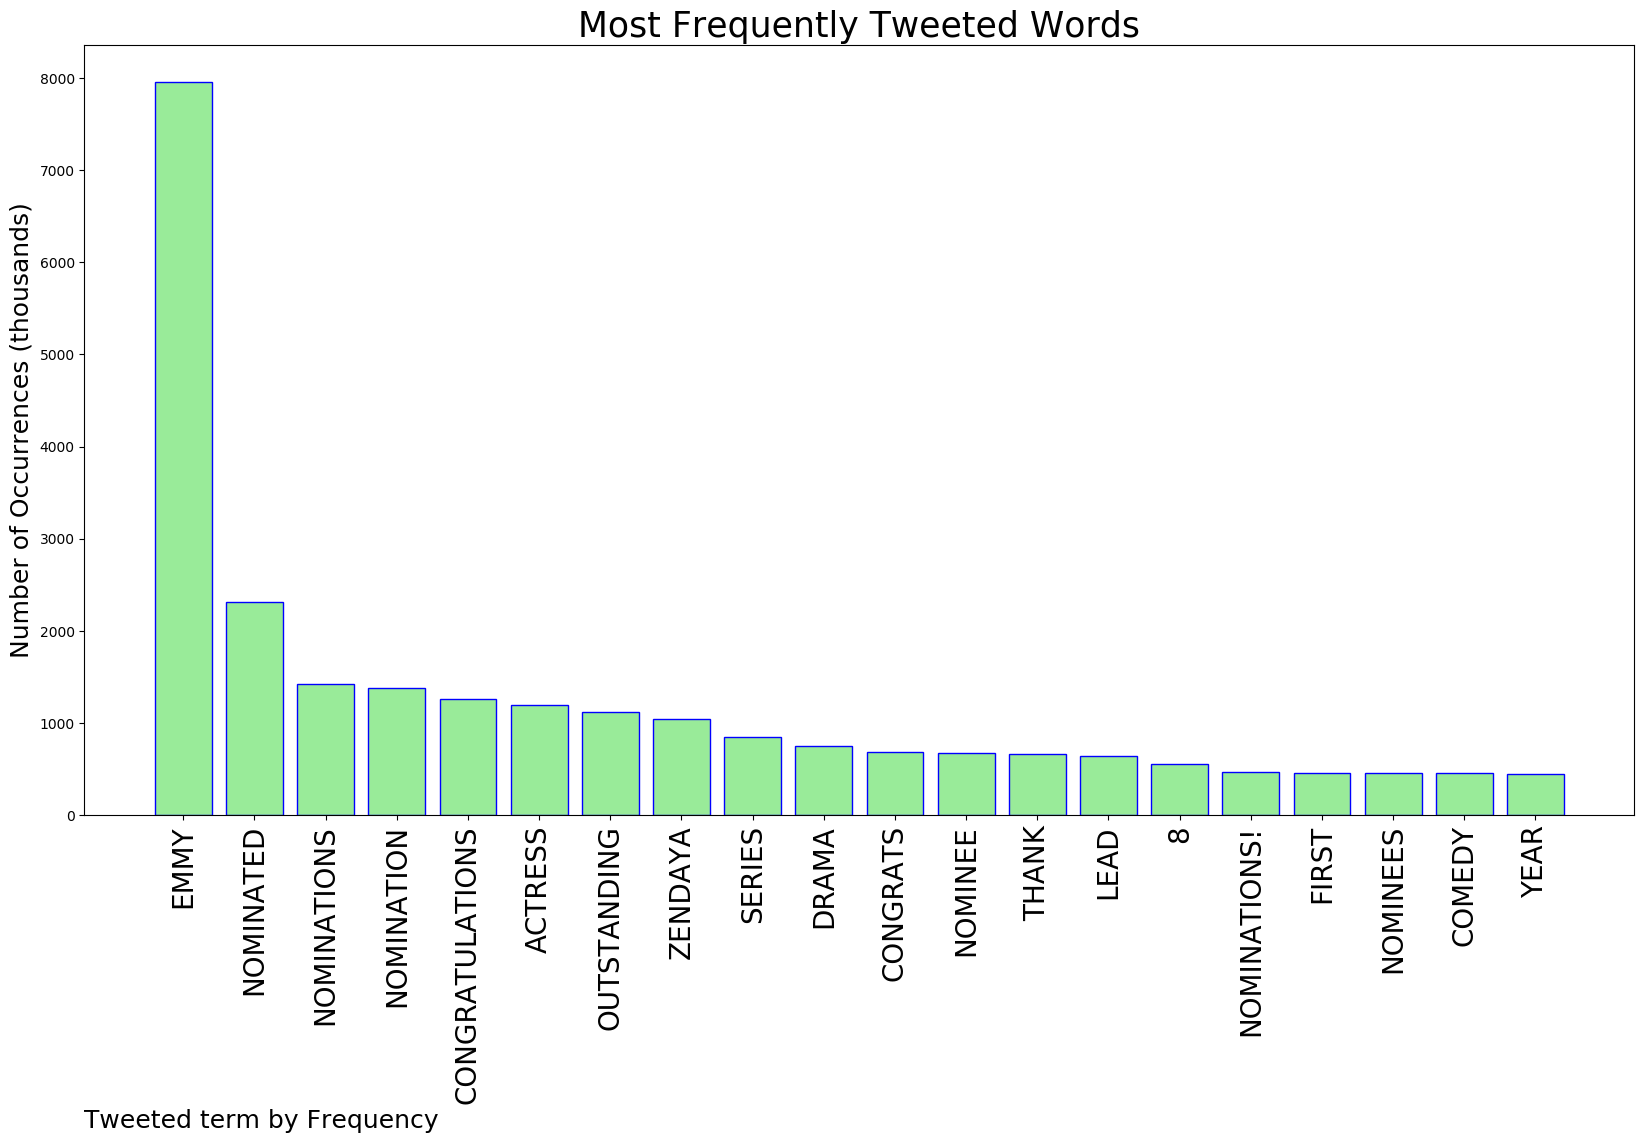 Most Frequently Tweeted Words
Number of Occurrences (thousands)
8000
7000
6000
5000
4000
3000
2000
1000
0
EMMY
NOMINATED
NOMINATIONS
NOMINATION
CONGRATULATIONS
ACTRESS
OUTSTANDING
ZENDAYA
SERIES
DRAMA
CONGRATS
NOMINEE
THANK
LEAD
8
NOMINATIONS!
FIRST
NOMINEES
COMEDY
YEAR
Tweeted term by Frequency